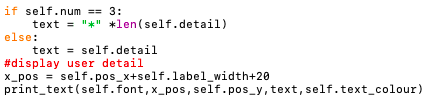 if self.num == 3:
    text = "*" *len(self.detail)
else:
    text = self.detail
#display user detail
x_pos = self.pos_x+self.label_width+20
print_text(self.font,x_pos,self.pos_y,text,self.text_colour)